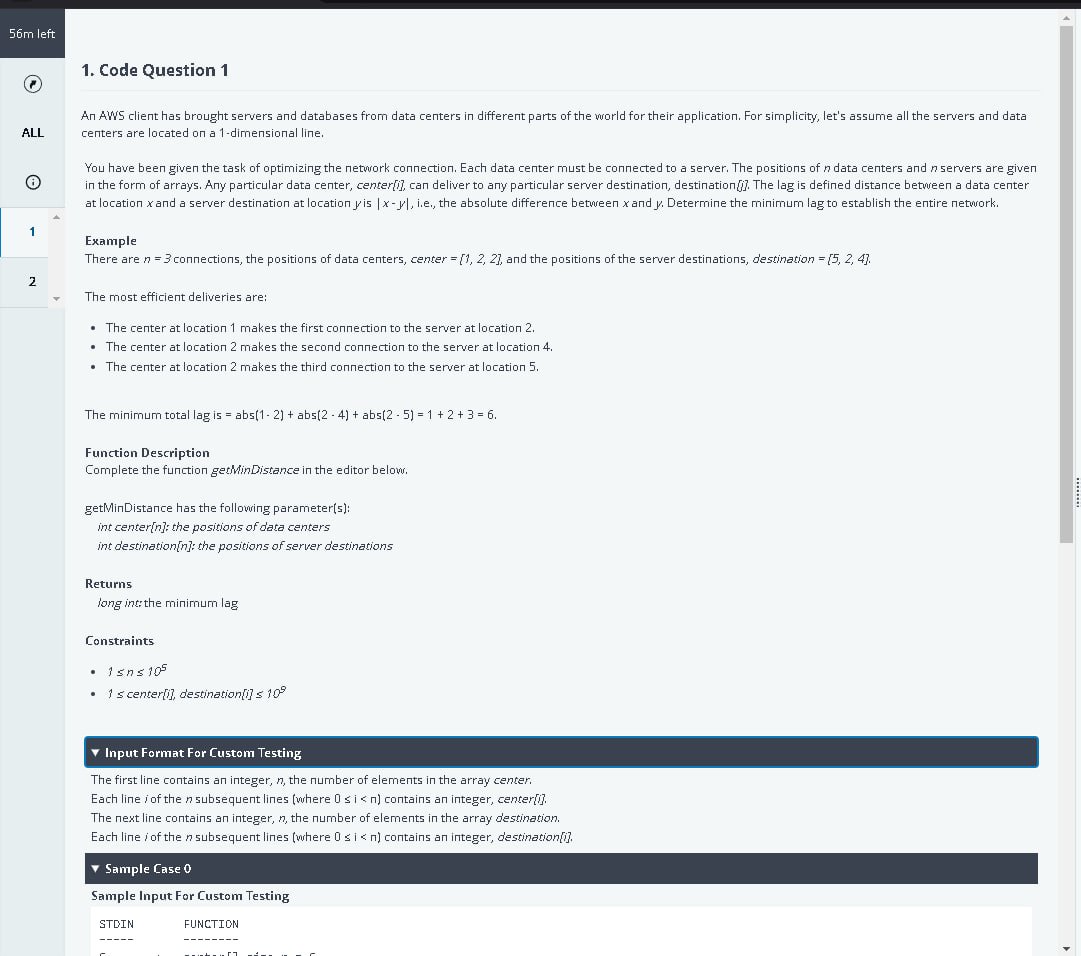 56m left
ALL
1
2
1. Code Question 1
An AWS client has brought servers and databases from data centers in different parts of the world for their application. For simplicity, let's assume all the servers and data
centers are located on a 1-dimensional line.
You have been given the task of optimizing the network connection. Each data center must be connected to a server. The positions of n data centers and n servers are given
in the form of arrays. Any particular data center, center[i], can deliver to any particular server destination, destination[j]. The lag is defined distance between a data center
at location x and a server destination at location y is |x - y|, i.e., the absolute difference between x and y. Determine the minimum lag to establish the entire network.
Example
There are n = 3 connections, the positions of data centers, center = [1, 2, 2], and the positions of the server destinations, destination = [5, 2, 4].
The most efficient deliveries are:
• The center at location 1 makes the first connection to the server at location 2.
• The center at location 2 makes the second connection to the server at location 4.
• The center at location 2 makes the third connection to the server at location 5.
The minimum total lag is = abs(1- 2) + abs(2 - 4) + abs(2 - 5) = 1 + 2 + 3 = 6.
Function Description
Complete the function getMinDistance in the editor below.
getMinDistance has the following parameter(s):
int center[n]: the positions of data centers
int destination[n]: the positions of server destinations
Returns
long int: the minimum lag
Constraints
• 1 ≤ n ≤ 10⁵
• 1 ≤ center[i], destination[i] ≤ 10⁹
▼ Input Format For Custom Testing
The first line contains an integer, n, the number of elements in the array center.
Each line i of the n subsequent lines (where 0 ≤ i < n) contains an integer, center[i].
The next line contains an integer, n, the number of elements in the array destination.
Each line i of the n subsequent lines (where 0 ≤ i < n) contains an integer, destination[i].
▼ Sample Case 0
Sample Input For Custom Testing
STDIN FUNCTION
----- --------